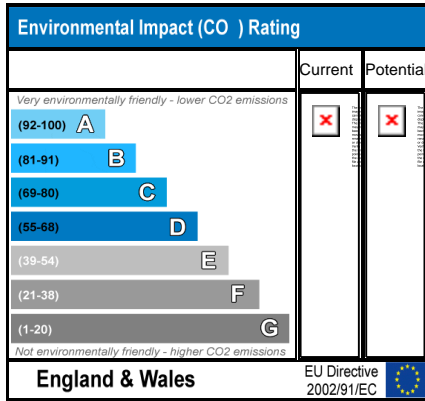 Environmental Impact (CO ) Rating
Current Potential
Very environmentally friendly - lower CO2 emissions
(92-100) A
(81-91) B
(69-80) C
(55-68) D
(39-54) E
(21-38) F
(1-20) G
Not environmentally friendly - higher CO2 emissions
England & Wales
EU Directive
2002/91/EC